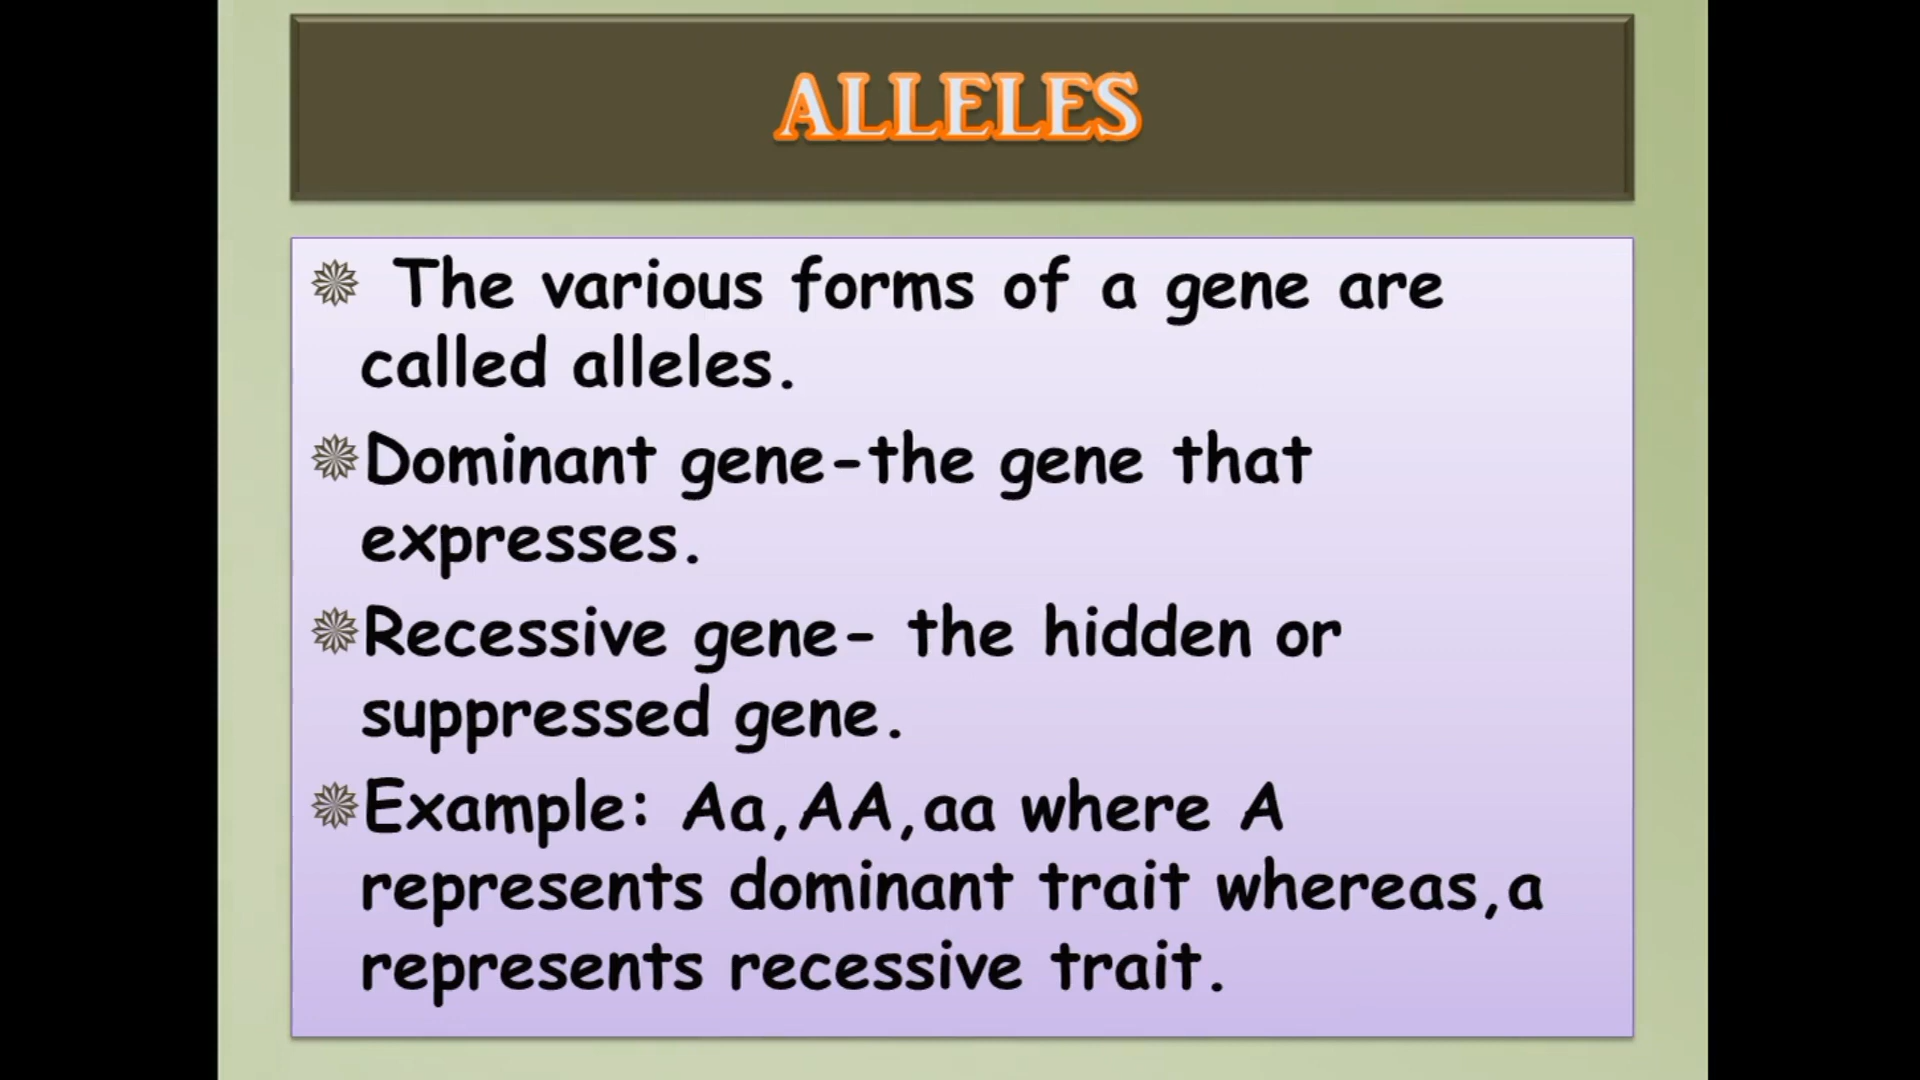 ALLELES
The various forms of a gene are
called alleles.
Dominant gene-the gene that
expresses.
Recessive gene- the hidden or
suppressed gene.
Example: Aa,AA,aa where A
represents dominant trait whereas,a
represents recessive trait.